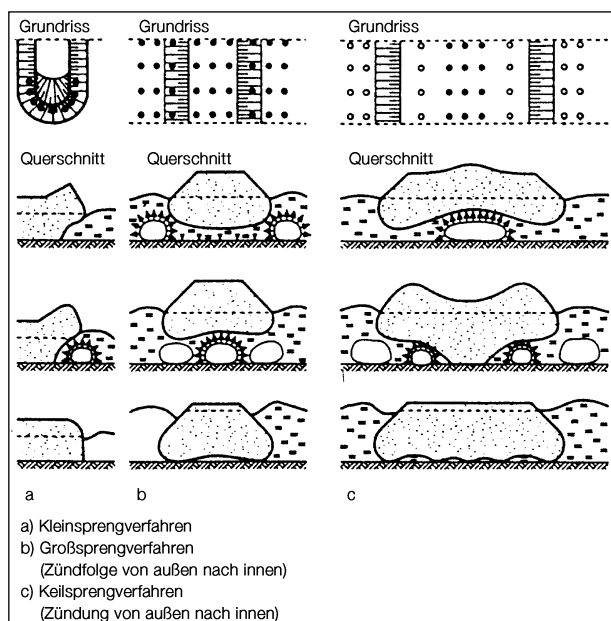 Grundriss Grundriss Grundriss
Querschnitt Querschnitt Querschnitt
a b c
a) Kleinsprengverfahren
b) Großsprengverfahren
(Zündfolge von außen nach innen)
c) Keilsprengverfahren
(Zündung von außen nach innen)